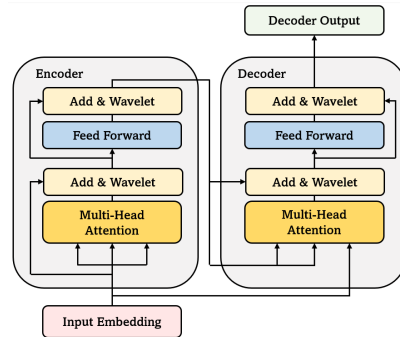 Decoder Output
Encoder
Decoder
Add & Wavelet
Add & Wavelet
Feed Forward
Feed Forward
Add & Wavelet
Add & Wavelet
Multi-Head
Attention
Multi-Head
Attention
Input Embedding